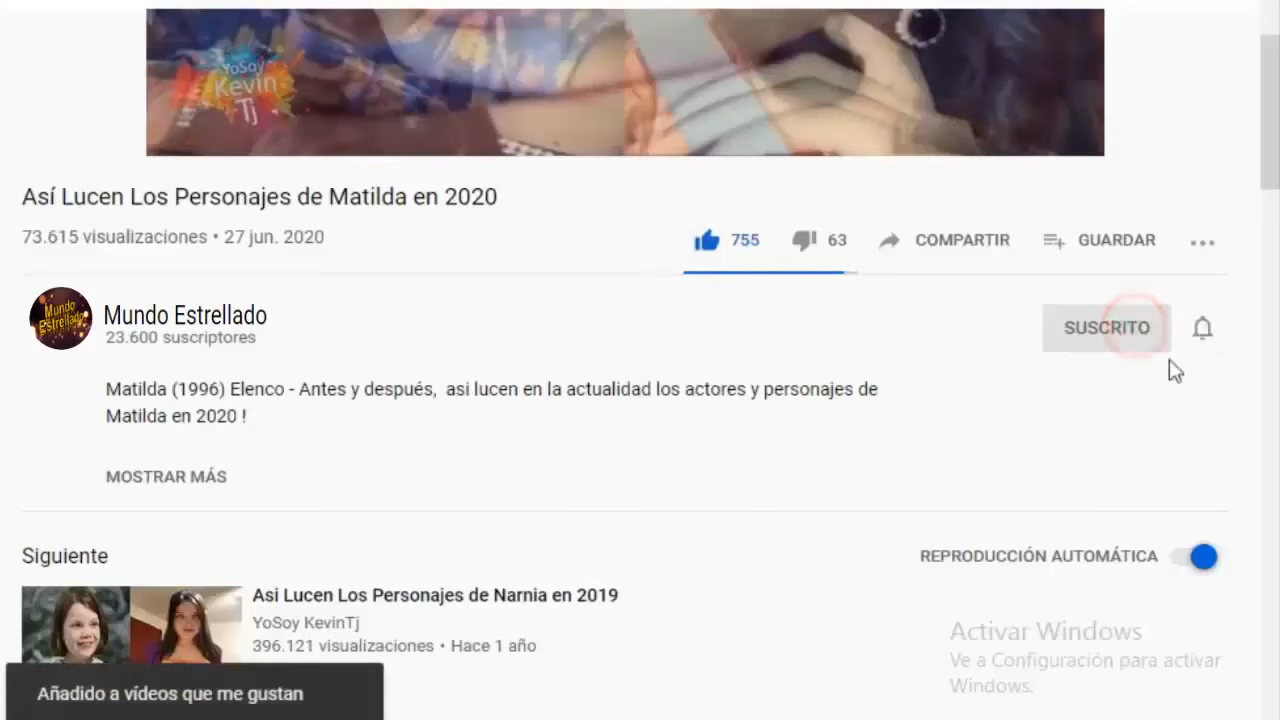 YoSoy
Kevin
Tj
Así Lucen Los Personajes de Matilda en 2020
73.615 visualizaciones • 27 jun. 2020
755
63
COMPARTIR
GUARDAR
Mundo
Estrellado
Mundo Estrellado
23.600 suscriptores
SUSCRITO
Matilda (1996) Elenco - Antes y después, asi lucen en la actualidad los actores y personajes de
Matilda en 2020 !
MOSTRAR MÁS
Siguiente
REPRODUCCIÓN AUTOMÁTICA
Asi Lucen Los Personajes de Narnia en 2019
YoSoy KevinTj
396.121 visualizaciones • Hace 1 año
Activar Windows
Ve a Configuración para activar
Windows.
Añadido a vídeos que me gustan